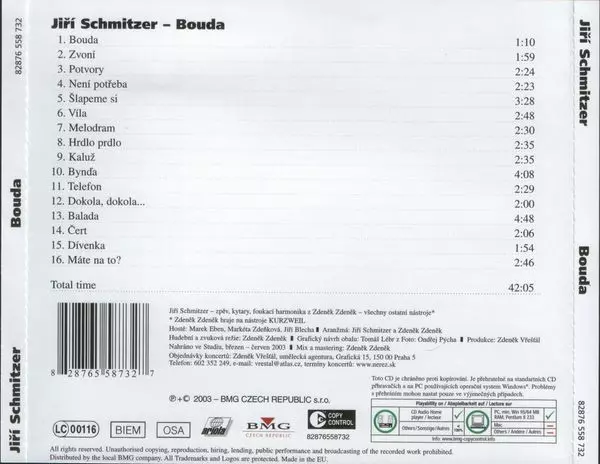 Jiří Schmitzer – Bouda
1. Bouda 1:10
2. Zvoní 1:59
3. Potvory 2:24
4. Není potřeba 2:23
5. Šlapeme si 3:28
6. Víla 2:48
7. Melodram 2:30
8. Hrdlo prdlo 2:35
9. Kaluž 2:35
10. Bynďa 4:08
11. Telefon 2:29
12. Dokola, dokola... 2:00
13. Balada 4:48
14. Čert 2:06
15. Dívenka 1:54
16. Máte na to? 2:46
Total time 42:05
Jiří Schmitzer – zpěv, kytary, foukací harmonika z Zdeněk Zdeněk – všechny ostatní nástroje*
* Zdeněk Zdeněk hraje na nástroje KURZWEIL
Hosté: Marek Eben, Markéta Zdeňková, Jiří Blecha Aranžmá: Jiří Schmitzer a Zdeněk Zdeněk
Hudební a zvuková režie: Zdeněk Zdeněk Grafický návrh obalu: Tomáš Lébr z Foto: Ondřej Pýcha Produkce: Zdeněk Vřešťál
Nahráno ve Studiu, březen – červen 2003 Mix a mastering: Zdeněk Zdeněk
Objednávky koncertů: Zdeněk Vřešťál, umělecká agentura, Grafická 15, 150 00 Praha 5
Telefon: 602 352 249, e-mail: vrestal@atlas.cz, termíny koncertů: www.nerez.cz
8 28765 58732 7
Toto CD je chráněno proti kopírování. Je přehratelné na standardních CD
přehrávačích a na PC používajících operační systém Windows*. Problémy
s přehráním mohou nastat pouze ve výjimečných případech.
Playability on / Abspielbarkeit auf / Lecture sur
CD Audio Home
player / lecteur
PC, min. Win 95/64 MB
RAM, Pentium II 233
Mac
Others/Sonstige/Autres
Others / Andere / Autres
Info: www.bmg-copycontrol.info
℗+© 2003 – BMG CZECH REPUBLIC s.r.o.
LC 00116
BIEM
OSA
ariola
BMG
CZECH REPUBLIC
COPY
CONTROL
82876558732
All rights reserved. Unauthorised copying, reproduction, hiring, lending, public performance and broadcasting of the recorded work prohibited.
Distributed by the local BMG company. All Trademarks and Logos are protected. Made in the EU.
82876 558 732
Bouda
Jiří Schmitzer
Jiří Schmitzer
Bouda
82876 558 732